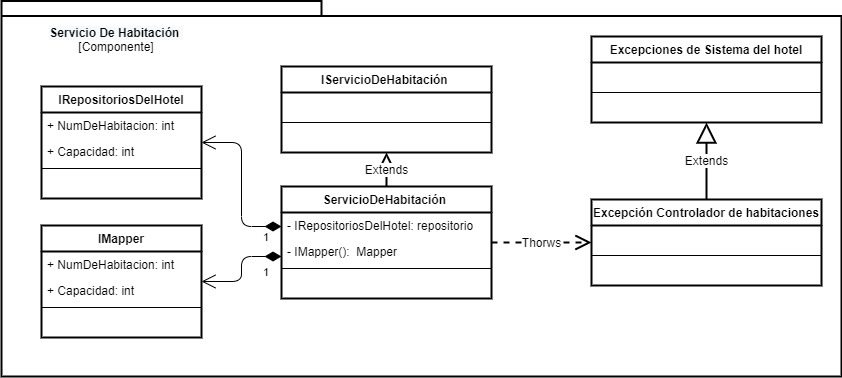 Servicio De Habitación
[Componente]
IRepositoriosDelHotel
+ NumDeHabitacion: int
+ Capacidad: int
IMapper
+ NumDeHabitacion: int
+ Capacidad: int
IServicioDeHabitación
Extends
ServicioDeHabitación
- IRepositoriosDelHotel: repositorio
- IMapper(): Mapper
1
1
Thorws
Excepciones de Sistema del hotel
Extends
Excepción Controlador de habitaciones